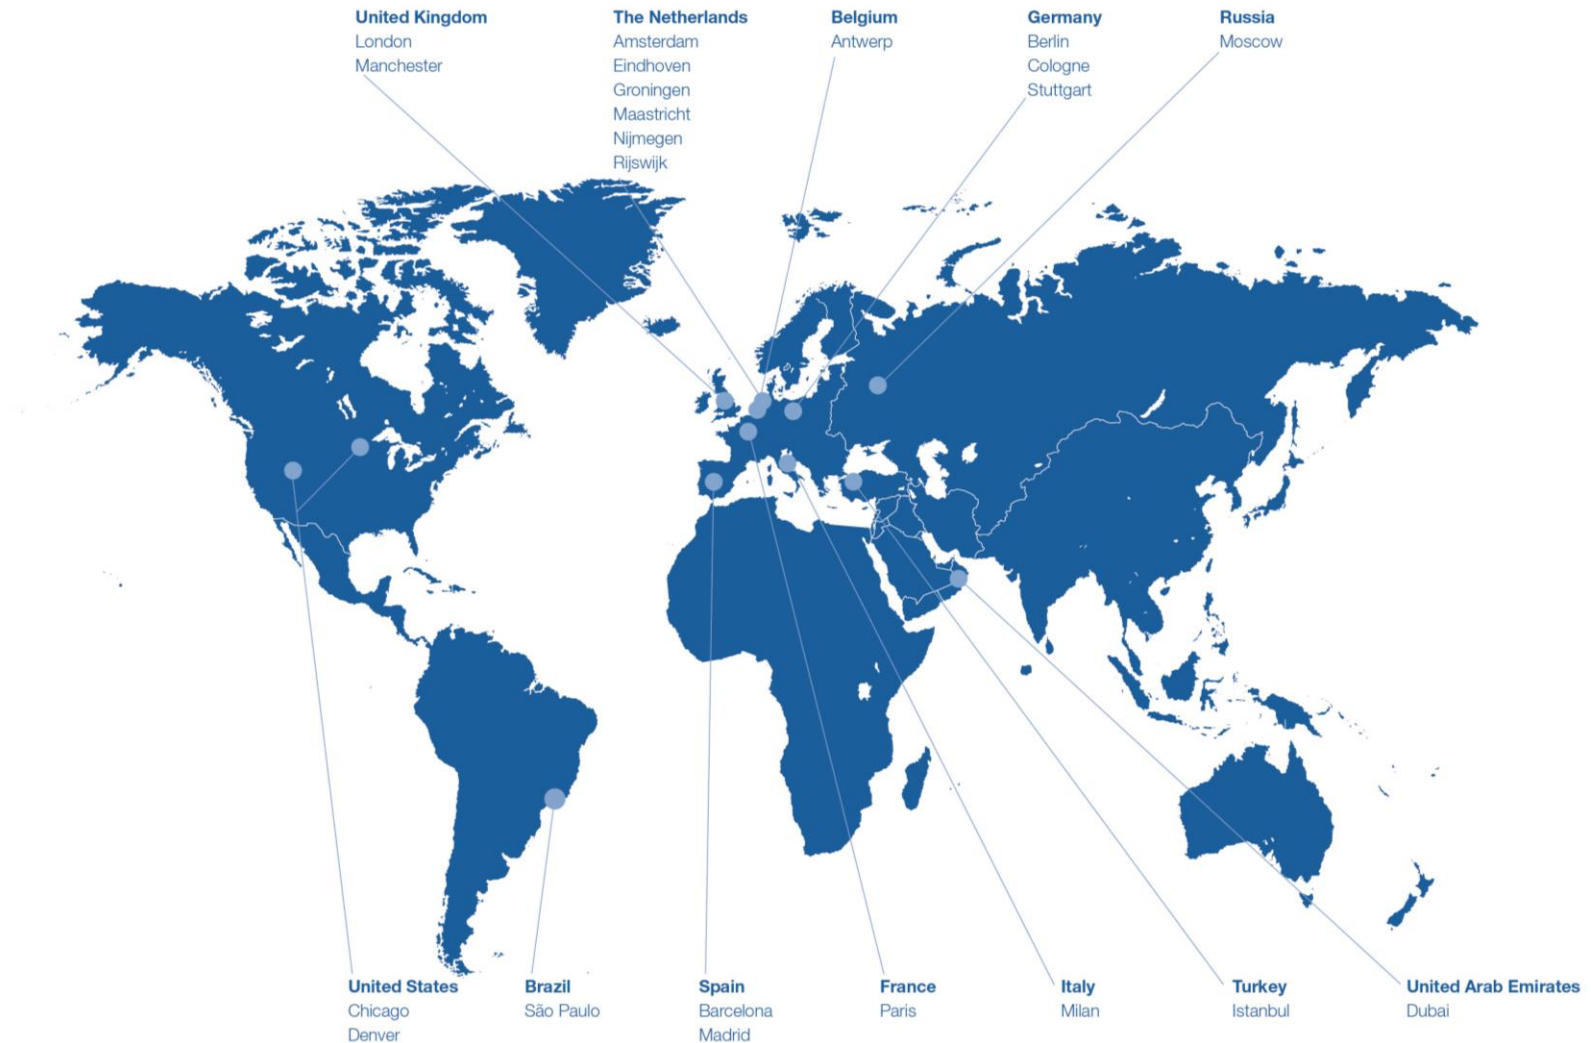 United Kingdom
London
Manchester
The Netherlands
Amsterdam
Eindhoven
Groningen
Maastricht
Nijmegen
Rijswijk
Belgium
Antwerp
Germany
Berlin
Cologne
Stuttgart
Russia
Moscow
United States
Chicago
Denver
Brazil
São Paulo
Spain
Barcelona
Madrid
France
Paris
Italy
Milan
Turkey
Istanbul
United Arab Emirates
Dubai